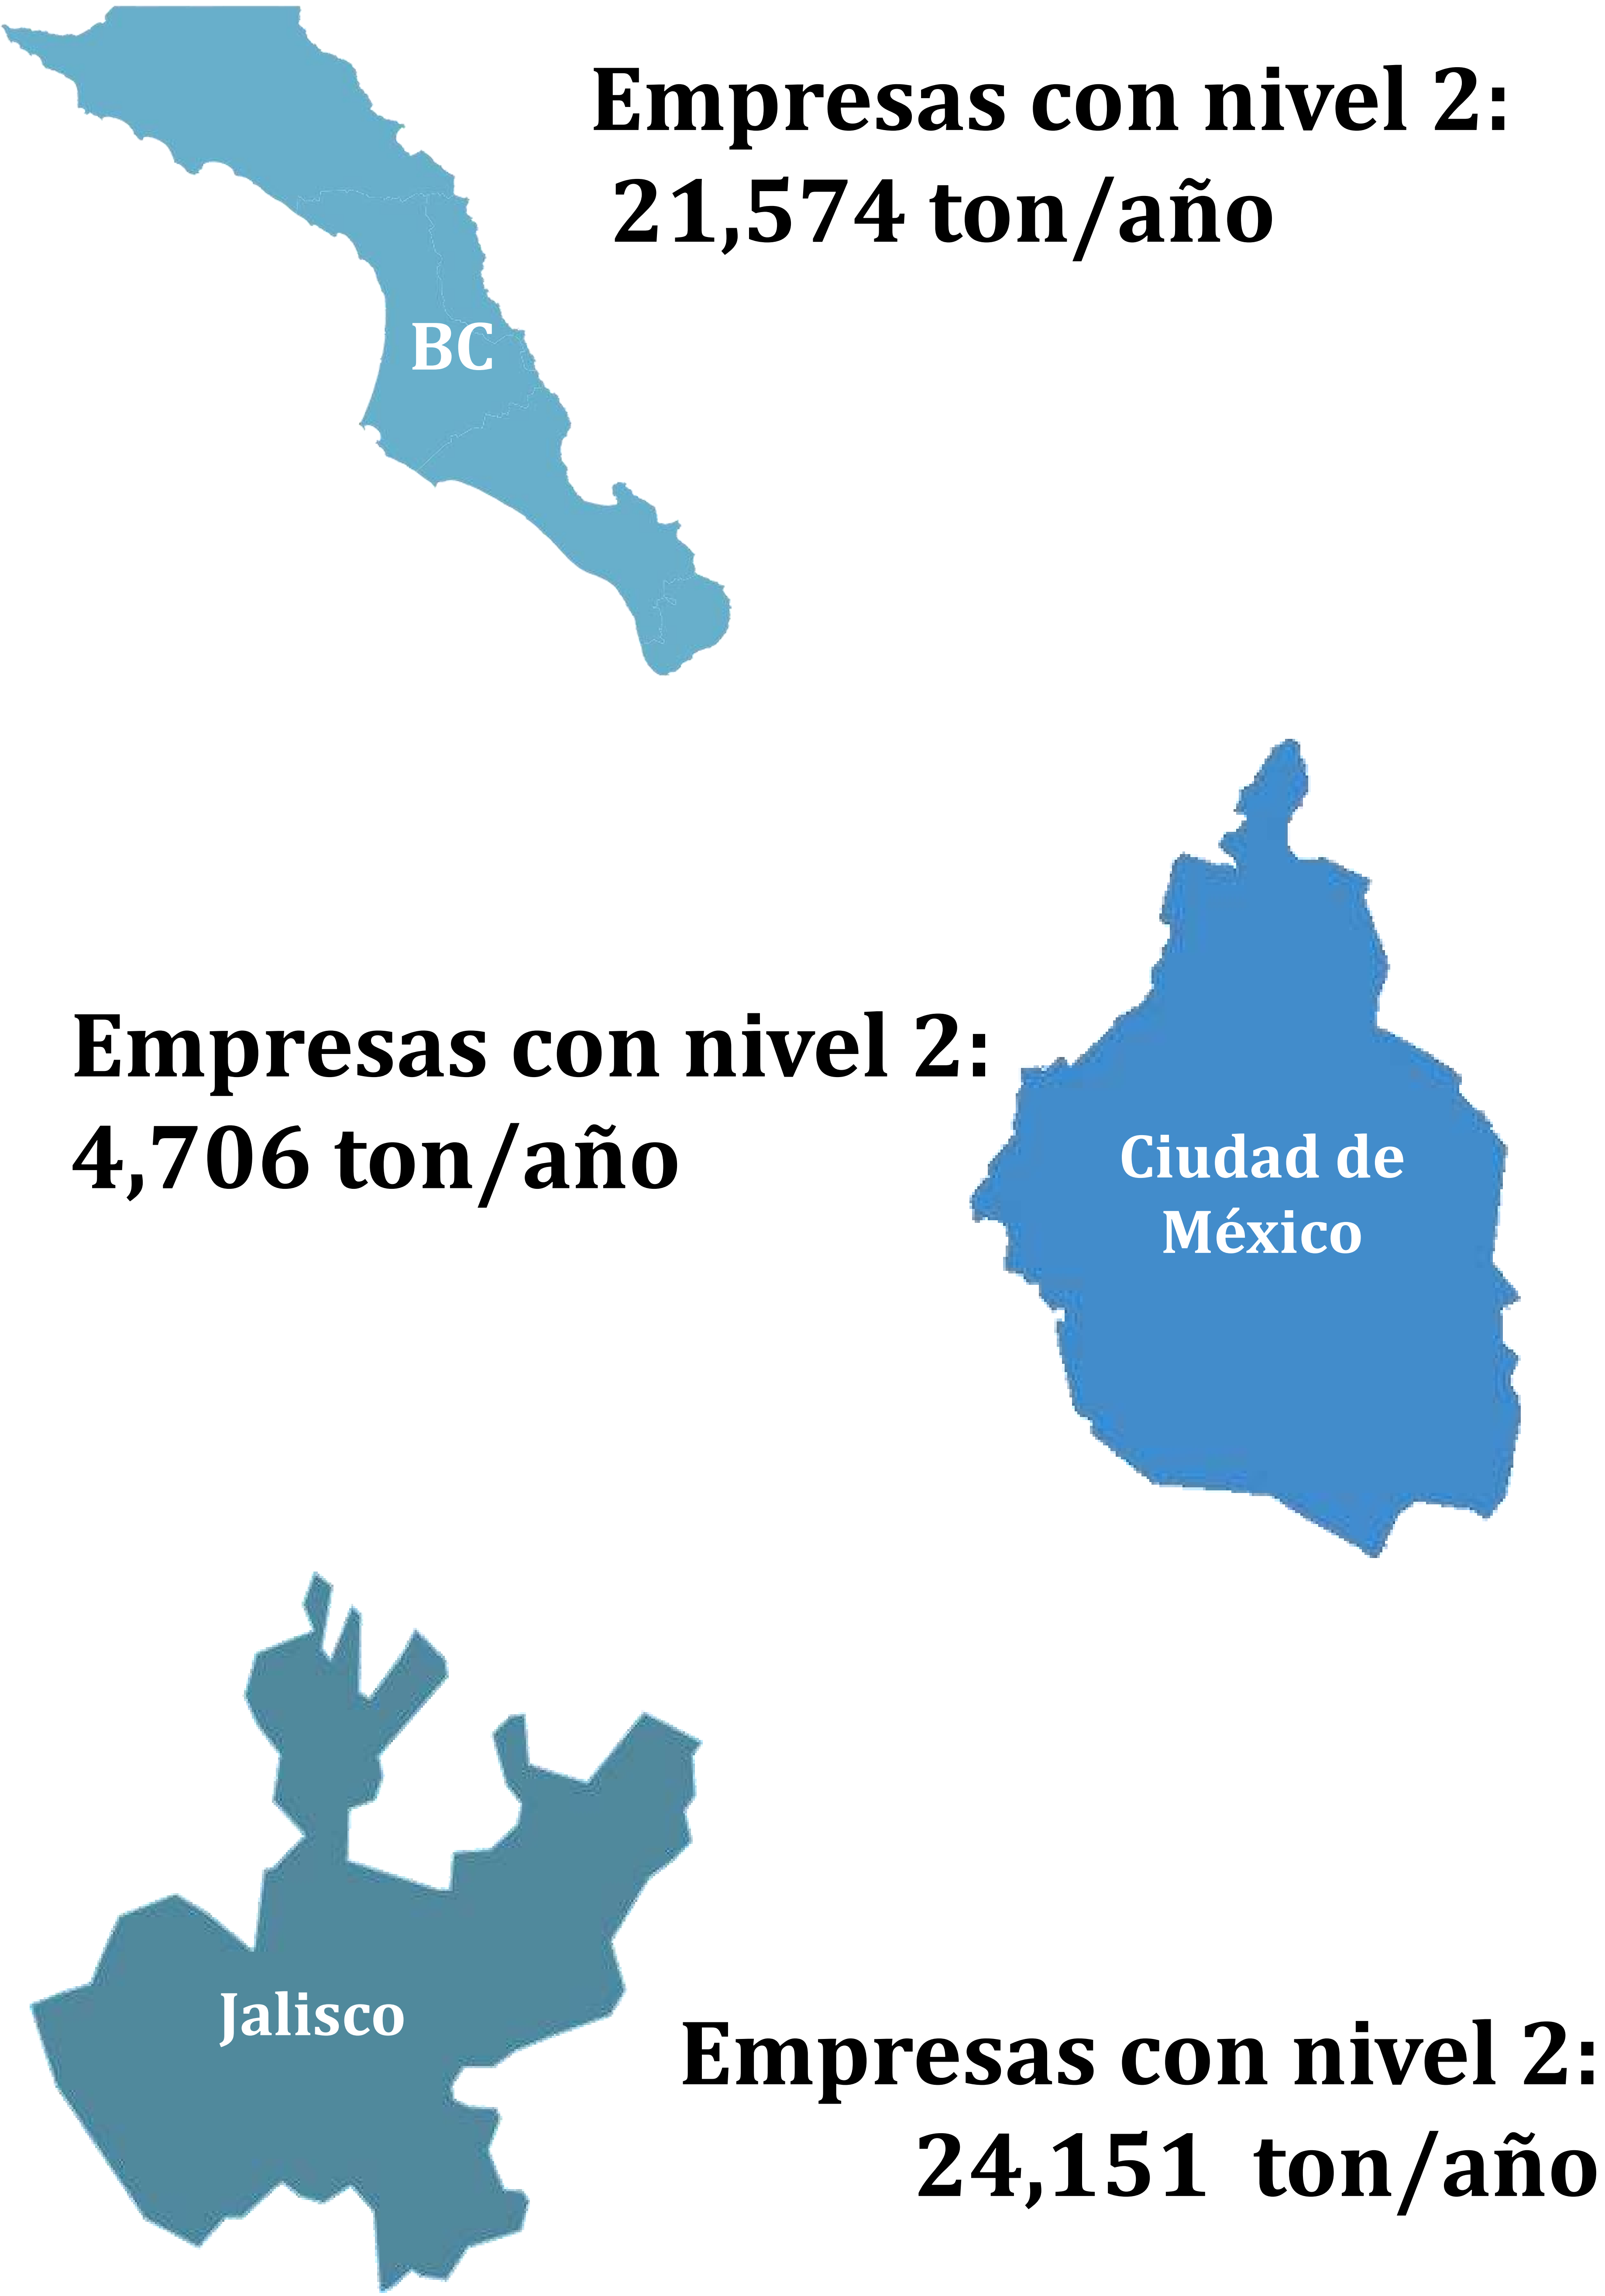 Empresas con nivel 2:
21,574 ton/año
BC
Empresas con nivel 2:
4,706 ton/año
Ciudad de
México
Jalisco
Empresas con nivel 2:
24,151 ton/año